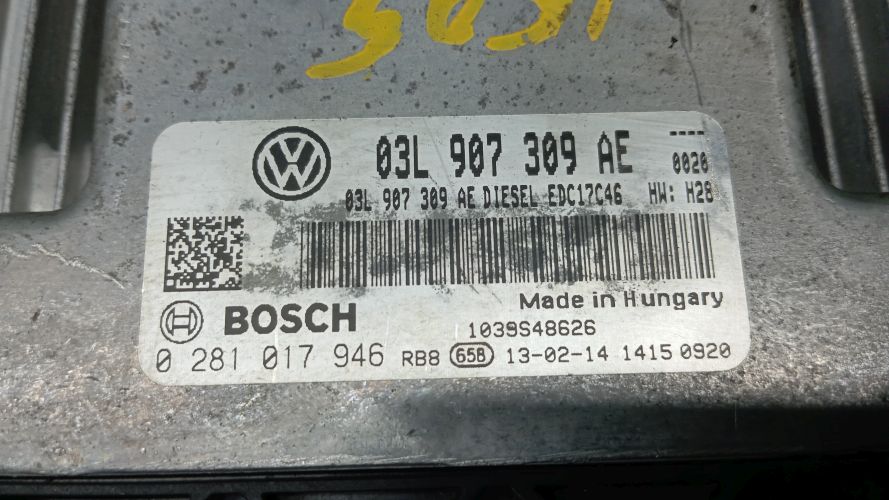 03L 907 309 AE ----
0020
03L 907 309 AE DIESEL EDC17C46 HW: H28
Made in Hungary
BOSCH 1039S48626
0 281 017 946 RB8 65B 13-02-14 1415 0920